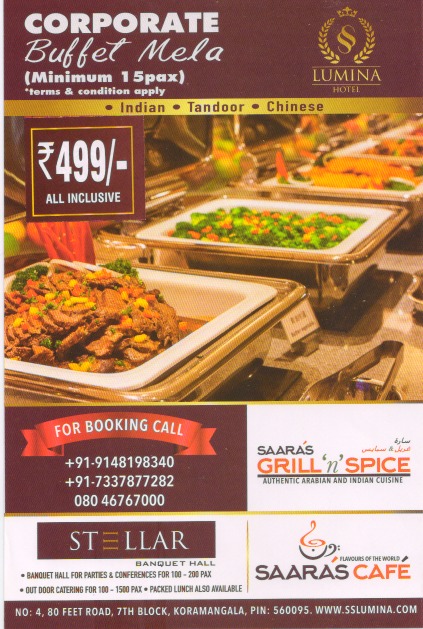 CORPORATE
Buffet Mela
(Minimum 15pax)
*terms & condition apply
SS
LUMINA
HOTEL
• Indian • Tandoor • Chinese
₹499/-
ALL INCLUSIVE
FOR BOOKING CALL
+91-9148198340
+91-7337877282
080 46767000
سارة
غريل & سبايس
SAARA'S
GRILL 'n' SPICE
AUTHENTIC ARABIAN AND INDIAN CUISINE
STELLAR
BANQUET HALL
• BANQUET HALL FOR PARTIES & CONFERENCES FOR 100 - 200 PAX
• OUT DOOR CATERING FOR 100 - 1500 PAX • PACKED LUNCH ALSO AVAILABLE
FLAVOURS OF THE WORLD
SAARA'S CAFÉ
NO: 4, 80 FEET ROAD, 7TH BLOCK, KORAMANGALA, PIN: 560095. WWW.SSLUMINA.COM